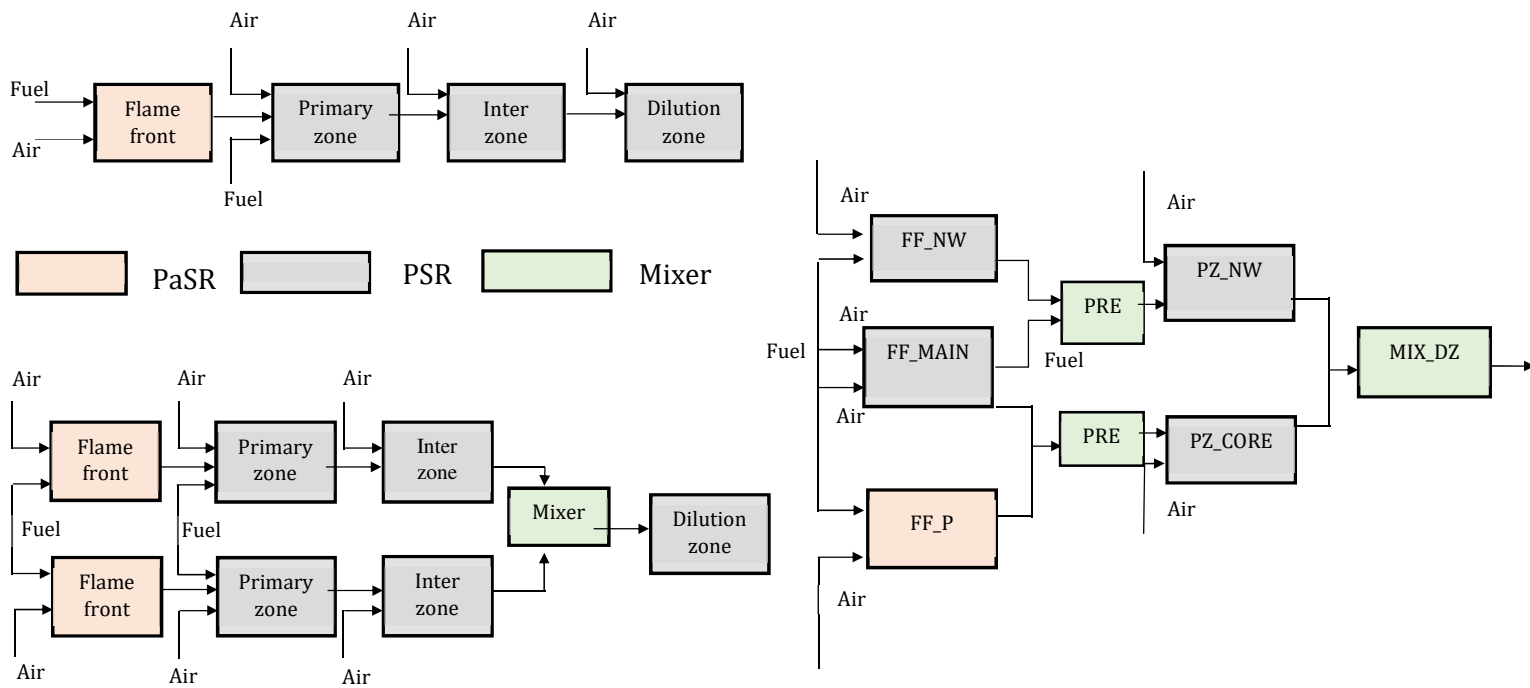 Air
Air
Air
Fuel
Air
Flame
front
Primary
zone
Inter
zone
Dilution
zone
Fuel
PaSR
PSR
Mixer
Air
Air
Air
Flame
front
Primary
zone
Inter
zone
Fuel
Fuel
Mixer
Dilution
zone
Flame
front
Primary
zone
Inter
zone
Air
Air
Air
Air
Air
FF_NW
PZ_NW
PRE
Air
Fuel
FF_MAIN
Fuel
MIX_DZ
Air
PRE
PZ_CORE
FF_P
Air
Air